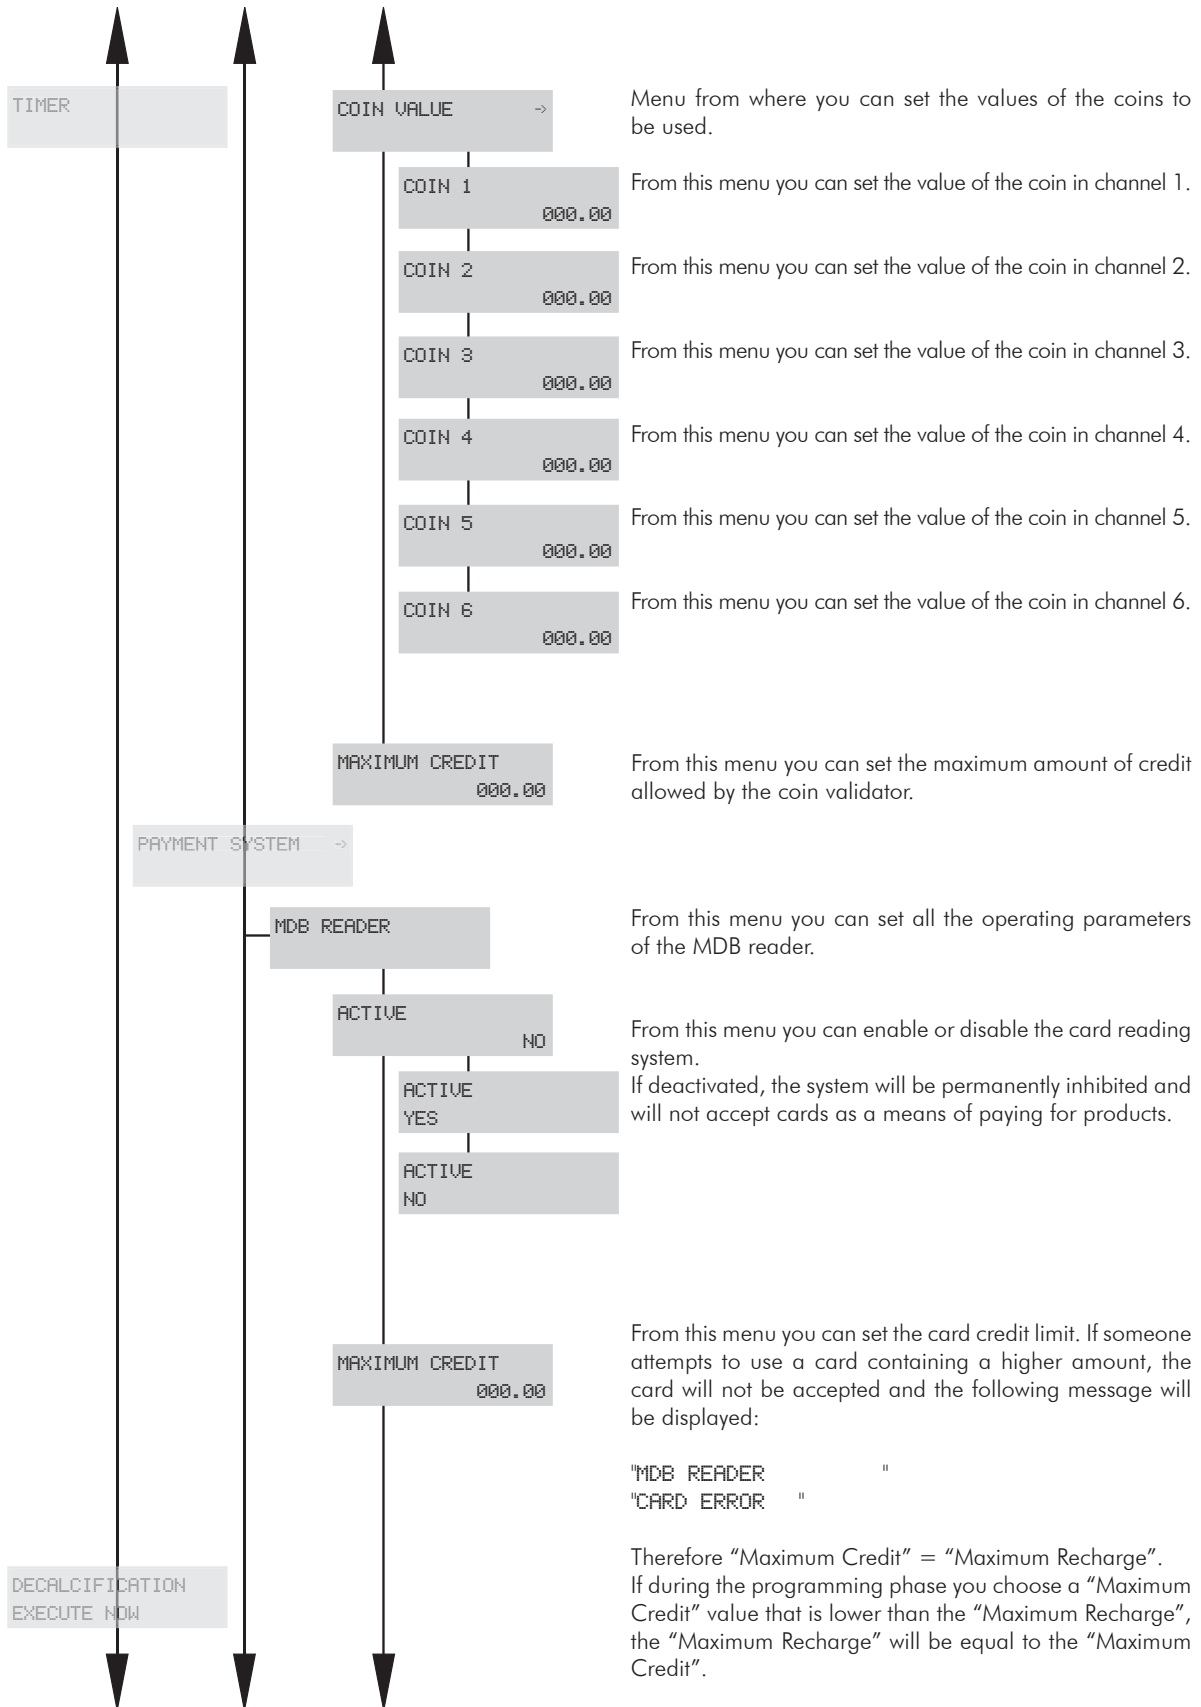 TIMER
COIN VALUE ->
Menu from where you can set the values of the coins to
be used.
COIN 1
000.00
From this menu you can set the value of the coin in channel 1.
COIN 2
000.00
From this menu you can set the value of the coin in channel 2.
COIN 3
000.00
From this menu you can set the value of the coin in channel 3.
COIN 4
000.00
From this menu you can set the value of the coin in channel 4.
COIN 5
000.00
From this menu you can set the value of the coin in channel 5.
COIN 6
000.00
From this menu you can set the value of the coin in channel 6.
MAXIMUM CREDIT
000.00
From this menu you can set the maximum amount of credit
allowed by the coin validator.
PAYMENT SYSTEM ->
MDB READER
From this menu you can set all the operating parameters
of the MDB reader.
ACTIVE
NO
From this menu you can enable or disable the card reading
system.
If deactivated, the system will be permanently inhibited and
will not accept cards as a means of paying for products.
ACTIVE
YES
ACTIVE
NO
MAXIMUM CREDIT
000.00
From this menu you can set the card credit limit. If someone
attempts to use a card containing a higher amount, the
card will not be accepted and the following message will
be displayed:
"MDB READER "
"CARD ERROR "
Therefore “Maximum Credit” = “Maximum Recharge”.
If during the programming phase you choose a “Maximum
Credit” value that is lower than the “Maximum Recharge”,
the “Maximum Recharge” will be equal to the “Maximum
Credit”.
DECALCIFICATION
EXECUTE NOW